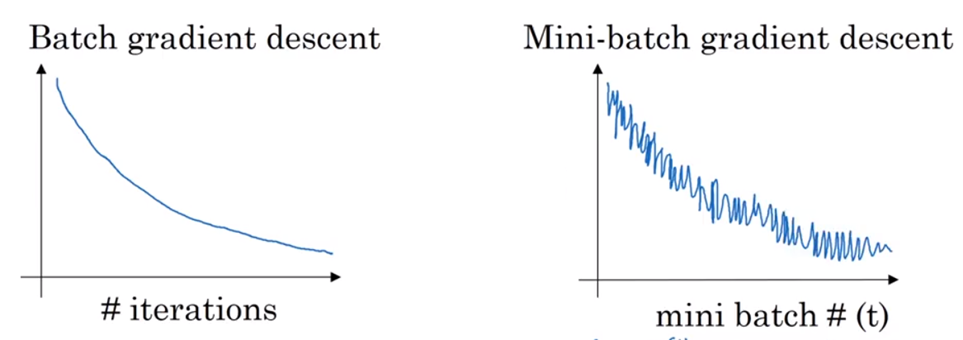 Batch gradient descent
Mini-batch gradient descent
# iterations
mini batch # (t)